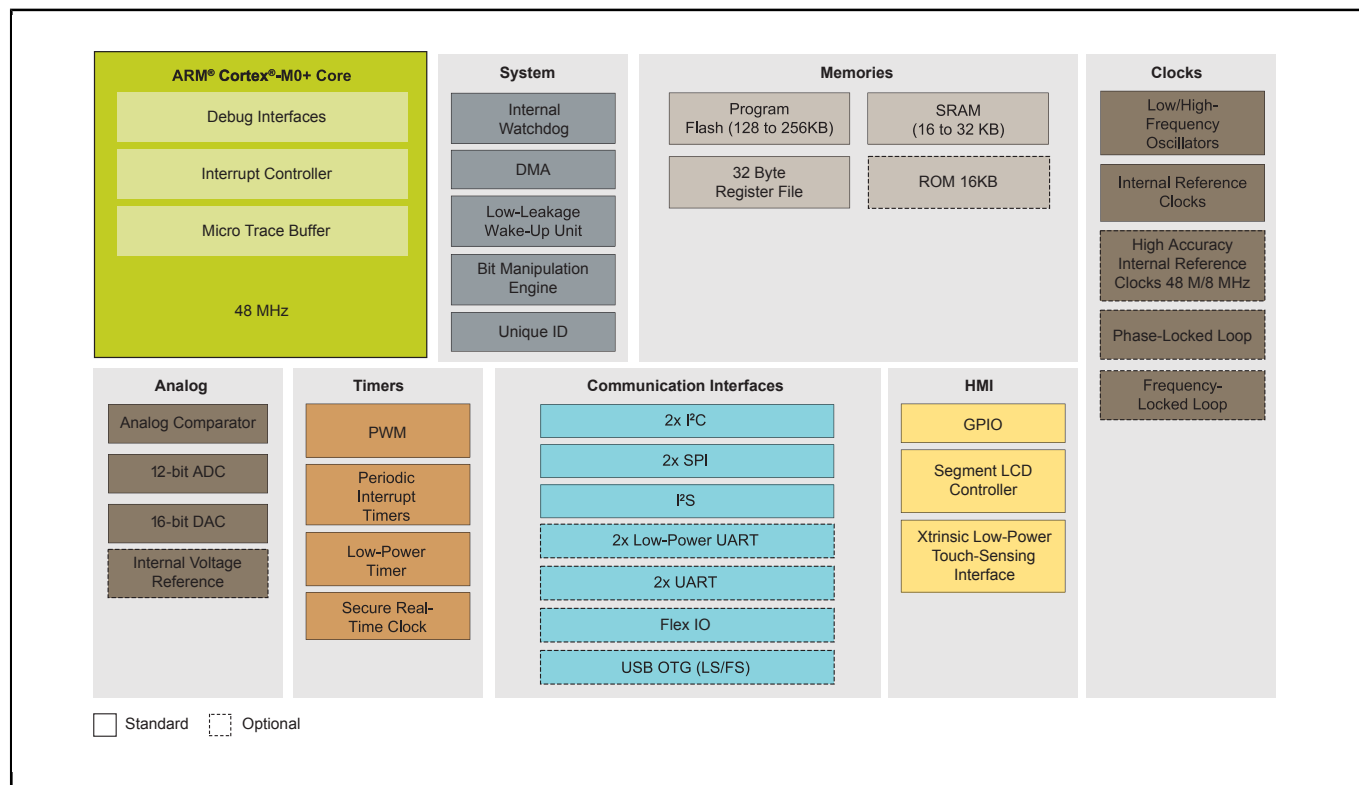 ARM® Cortex®-M0+ Core
Debug Interfaces
Interrupt Controller
Micro Trace Buffer
48 MHz
System
Internal
Watchdog
DMA
Low-Leakage
Wake-Up Unit
Bit Manipulation
Engine
Unique ID
Memories
Program
Flash (128 to 256KB)
SRAM
(16 to 32 KB)
32 Byte
Register File
ROM 16KB
Clocks
Low/High-
Frequency
Oscillators
Internal Reference
Clocks
High Accuracy
Internal Reference
Clocks 48 M/8 MHz
Phase-Locked Loop
Frequency-
Locked Loop
Analog
Analog Comparator
12-bit ADC
16-bit DAC
Internal Voltage
Reference
Timers
PWM
Periodic
Interrupt
Timers
Low-Power
Timer
Secure Real-
Time Clock
Communication Interfaces
2x I²C
2x SPI
I²S
2x Low-Power UART
2x UART
Flex IO
USB OTG (LS/FS)
HMI
GPIO
Segment LCD
Controller
Xtrinsic Low-Power
Touch-Sensing
Interface
Standard
Optional